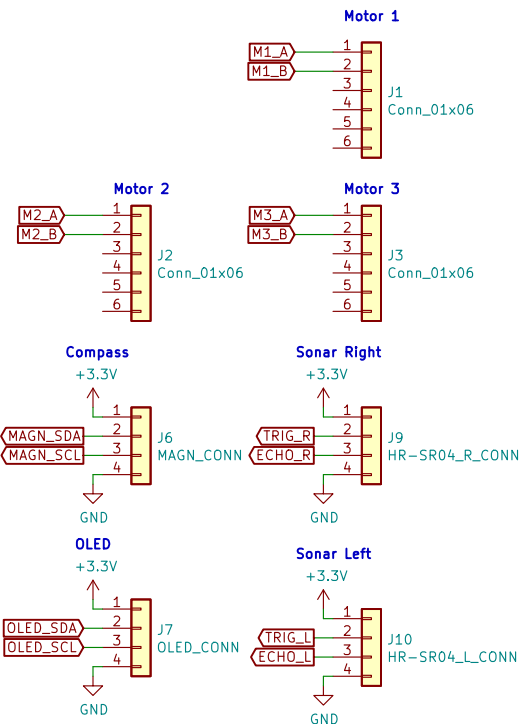 Motor 1
M1_A 1
M1_B 2
3
4
5
6
J1
Conn_01x06
Motor 2
M2_A 1
M2_B 2
3
4
5
6
J2
Conn_01x06
Motor 3
M3_A 1
M3_B 2
3
4
5
6
J3
Conn_01x06
Compass
+3.3V
1
MAGN_SDA 2
MAGN_SCL 3
4
J6
MAGN_CONN
GND
Sonar Right
+3.3V
1
TRIG_R 2
ECHO_R 3
4
J9
HR-SR04_R_CONN
GND
OLED
+3.3V
1
OLED_SDA 2
OLED_SCL 3
4
J7
OLED_CONN
GND
Sonar Left
+3.3V
1
TRIG_L 2
ECHO_L 3
4
J10
HR-SR04_L_CONN
GND